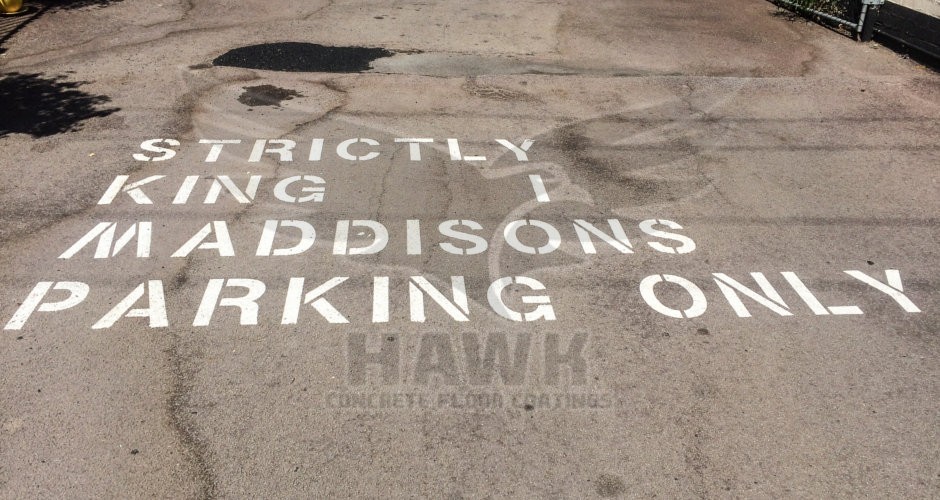 STRICTLY
KING I
MADDISONS
PARKING ONLY
HAWK
CONCRETE FLOOR COATINGS